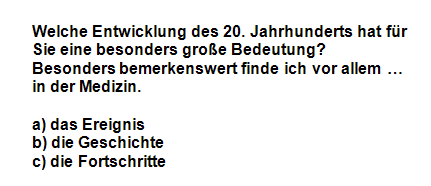 Welche Entwicklung des 20. Jahrhunderts hat für
Sie eine besonders große Bedeutung?
Besonders bemerkenswert finde ich vor allem …
in der Medizin.
a) das Ereignis
b) die Geschichte
c) die Fortschritte